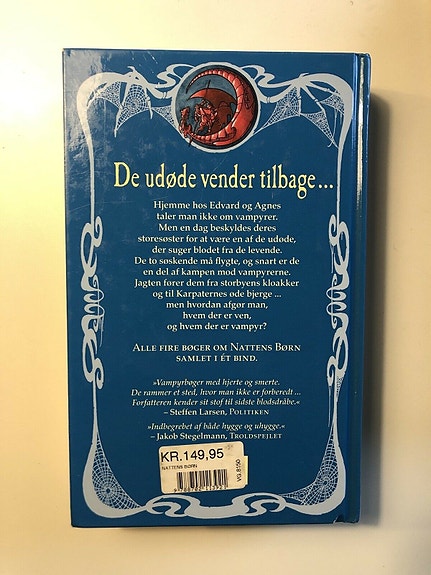 De udøde vender tilbage...
Hjemme hos Edvard og Agnes
taler man ikke om vampyrer.
Men en dag beskyldes deres
storesøster for at være en af de udøde,
der suger blodet fra de levende.
De to søskende må flygte, og snart er de
en del af kampen mod vampyrerne.
Jagten fører dem fra storbyens kloakker
og til Karpaternes øde bjerge ...
men hvordan afgør man,
hvem der er ven,
og hvem der er vampyr?
ALLE FIRE BØGER OM NATTENS BØRN
SAMLET I ÉT BIND.
»Vampyrbøger med hjerte og smerte.
De rammer et sted, hvor man ikke er forberedt ...
Forfatteren kender sit stof til sidste blodsdråbe.«
– Steffen Larsen, POLITIKEN
»Indbegrebet af både hygge og uhygge.«
– Jakob Stegelmann, TROLDSPEJLET
KR.149,95
NATTENS BØRN
VG.8150